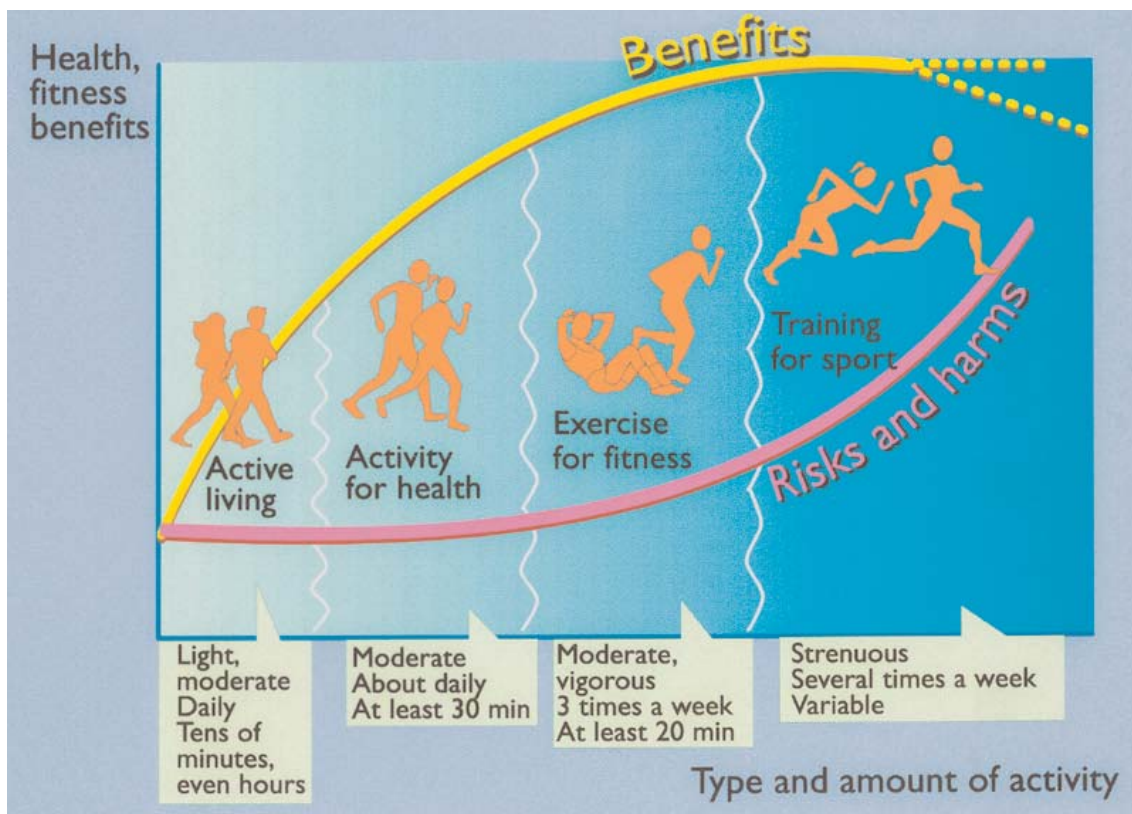 Health,
fitness
benefits
Benefits
Active
living
Activity
for health
Exercise
for fitness
Training
for sport
Risks and harms
Light,
moderate
Daily
Tens of
minutes,
even hours
Moderate
About daily
At least 30 min
Moderate,
vigorous
3 times a week
At least 20 min
Strenuous
Several times a week
Variable
Type and amount of activity